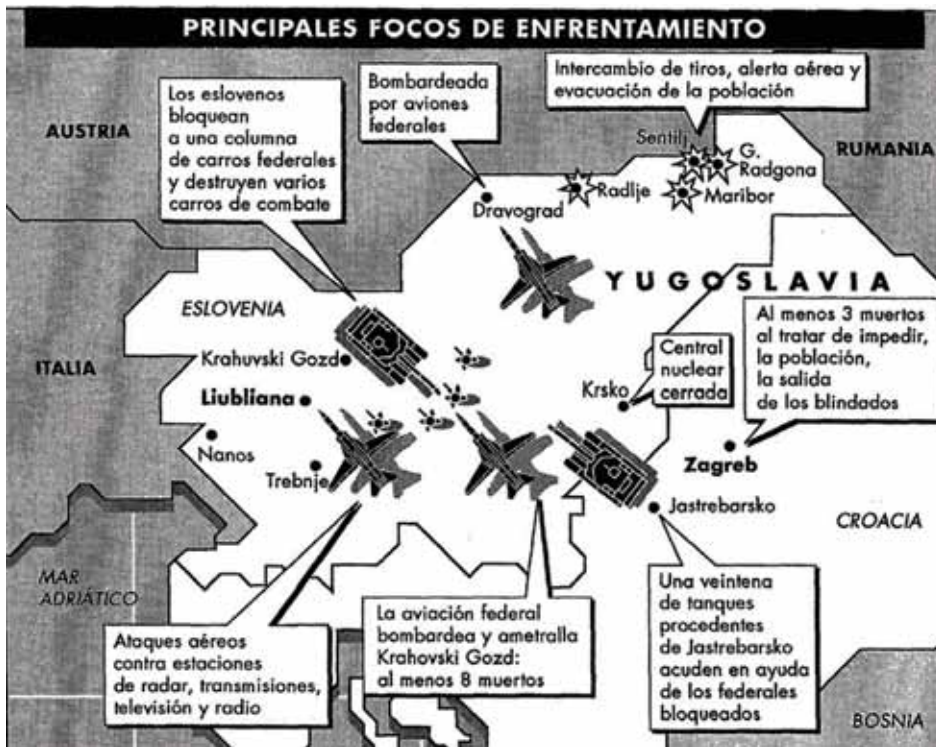 PRINCIPALES FOCOS DE ENFRENTAMIENTO
Los eslovenos
bloquean
a una columna
de carros federales
y destruyen varios
carros de combate
Bombardeada
por aviones
federales
Intercambio de tiros, alerta aérea y
evacuación de la población
AUSTRIA
RUMANIA
Sentilj
G.
Radgona
Radlje
Maribor
Dravograd
YUGOSLAVIA
ESLOVENIA
Al menos 3 muertos
al tratar de impedir,
la población,
la salida
de los blindados
Central
nuclear
cerrada
ITALIA
Krahuvski Gozd
Krsko
Liubliana
Nanos
Zagreb
Trebnje
Jastrebarsko
CROACIA
MAR
ADRIÁTICO
Ataques aéreos
contra estaciones
de radar, transmisiones,
televisión y radio
La aviación federal
bombardea y ametralla
Krahovski Gozd:
al menos 8 muertos
Una veintena
de tanques
procedentes
de Jastrebarsko
acuden en ayuda
de los federales
bloqueados
BOSNIA